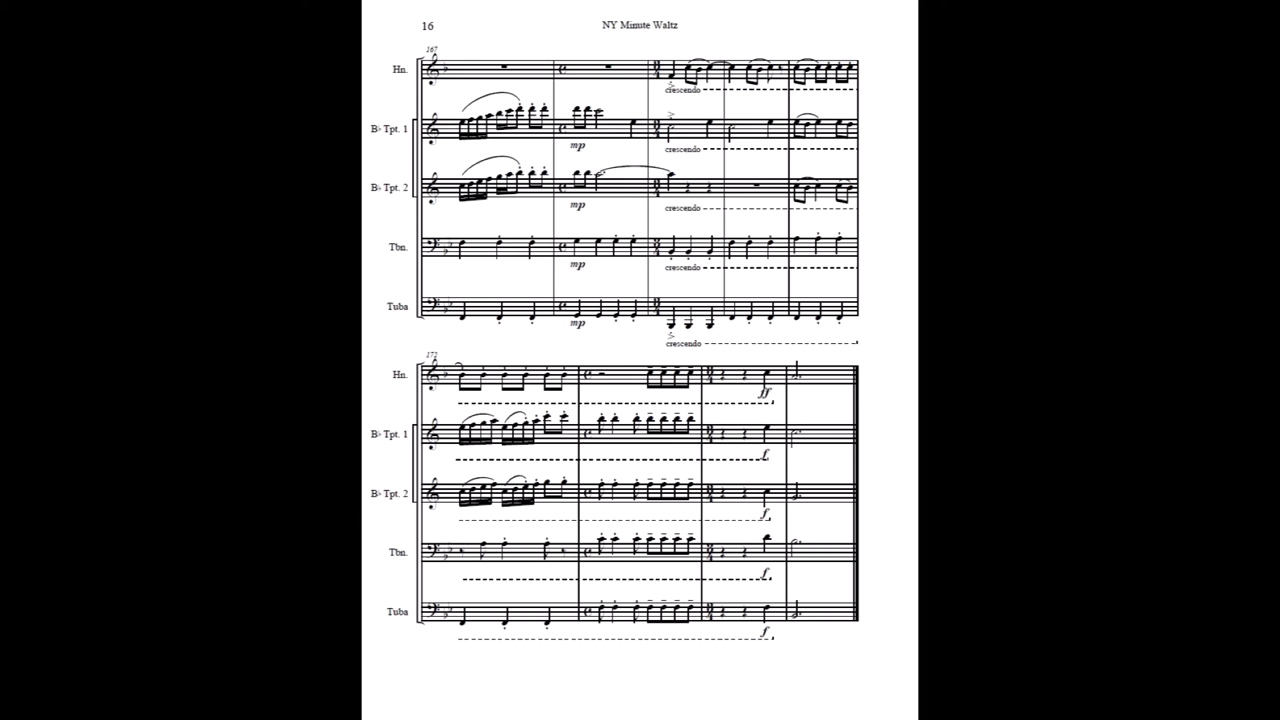 16 NY Minute Waltz
167
Hn.
crescendo
B♭ Tpt. 1
mp
crescendo
B♭ Tpt. 2
mp
crescendo
Tbn.
mp
crescendo
Tuba
mp
crescendo
172
Hn.
ff
B♭ Tpt. 1
f
B♭ Tpt. 2
f
Tbn.
f
Tuba
f